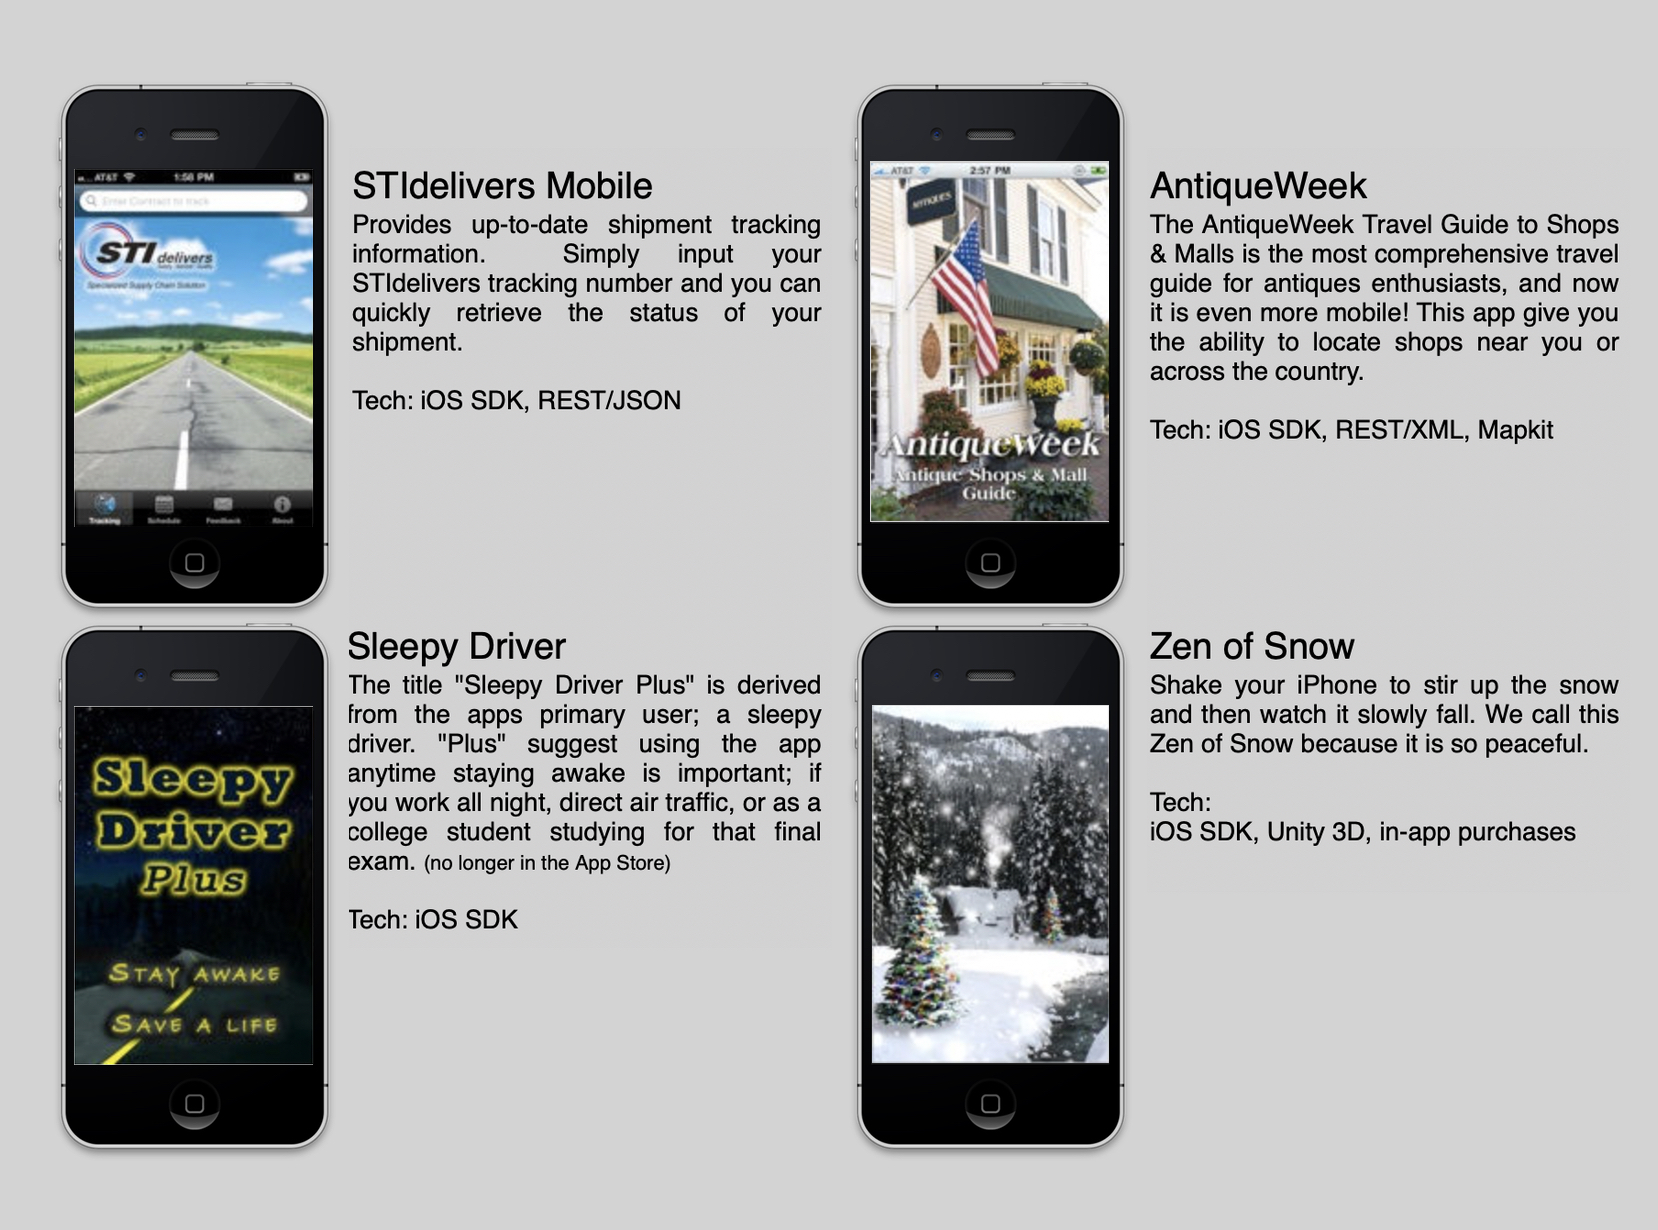 AT&T 1:58 PM
Enter Contract to track
STI delivers
Specialized Supply Chain Solution
Tracking Schedule Feedback About
STIdelivers Mobile
Provides up-to-date shipment tracking
information. Simply input your
STIdelivers tracking number and you can
quickly retrieve the status of your
shipment.
Tech: iOS SDK, REST/JSON
AT&T 2:57 PM
ANTIQUES
AntiqueWeek
Antique Shops & Mall
Guide
AntiqueWeek
The AntiqueWeek Travel Guide to Shops
& Malls is the most comprehensive travel
guide for antiques enthusiasts, and now
it is even more mobile! This app give you
the ability to locate shops near you or
across the country.
Tech: iOS SDK, REST/XML, Mapkit
Sleepy
Driver
Plus
STAY AWAKE
SAVE A LIFE
Sleepy Driver
The title "Sleepy Driver Plus" is derived
from the apps primary user; a sleepy
driver. "Plus" suggest using the app
anytime staying awake is important; if
you work all night, direct air traffic, or as a
college student studying for that final
exam. (no longer in the App Store)
Tech: iOS SDK
Zen of Snow
Shake your iPhone to stir up the snow
and then watch it slowly fall. We call this
Zen of Snow because it is so peaceful.
Tech:
iOS SDK, Unity 3D, in-app purchases